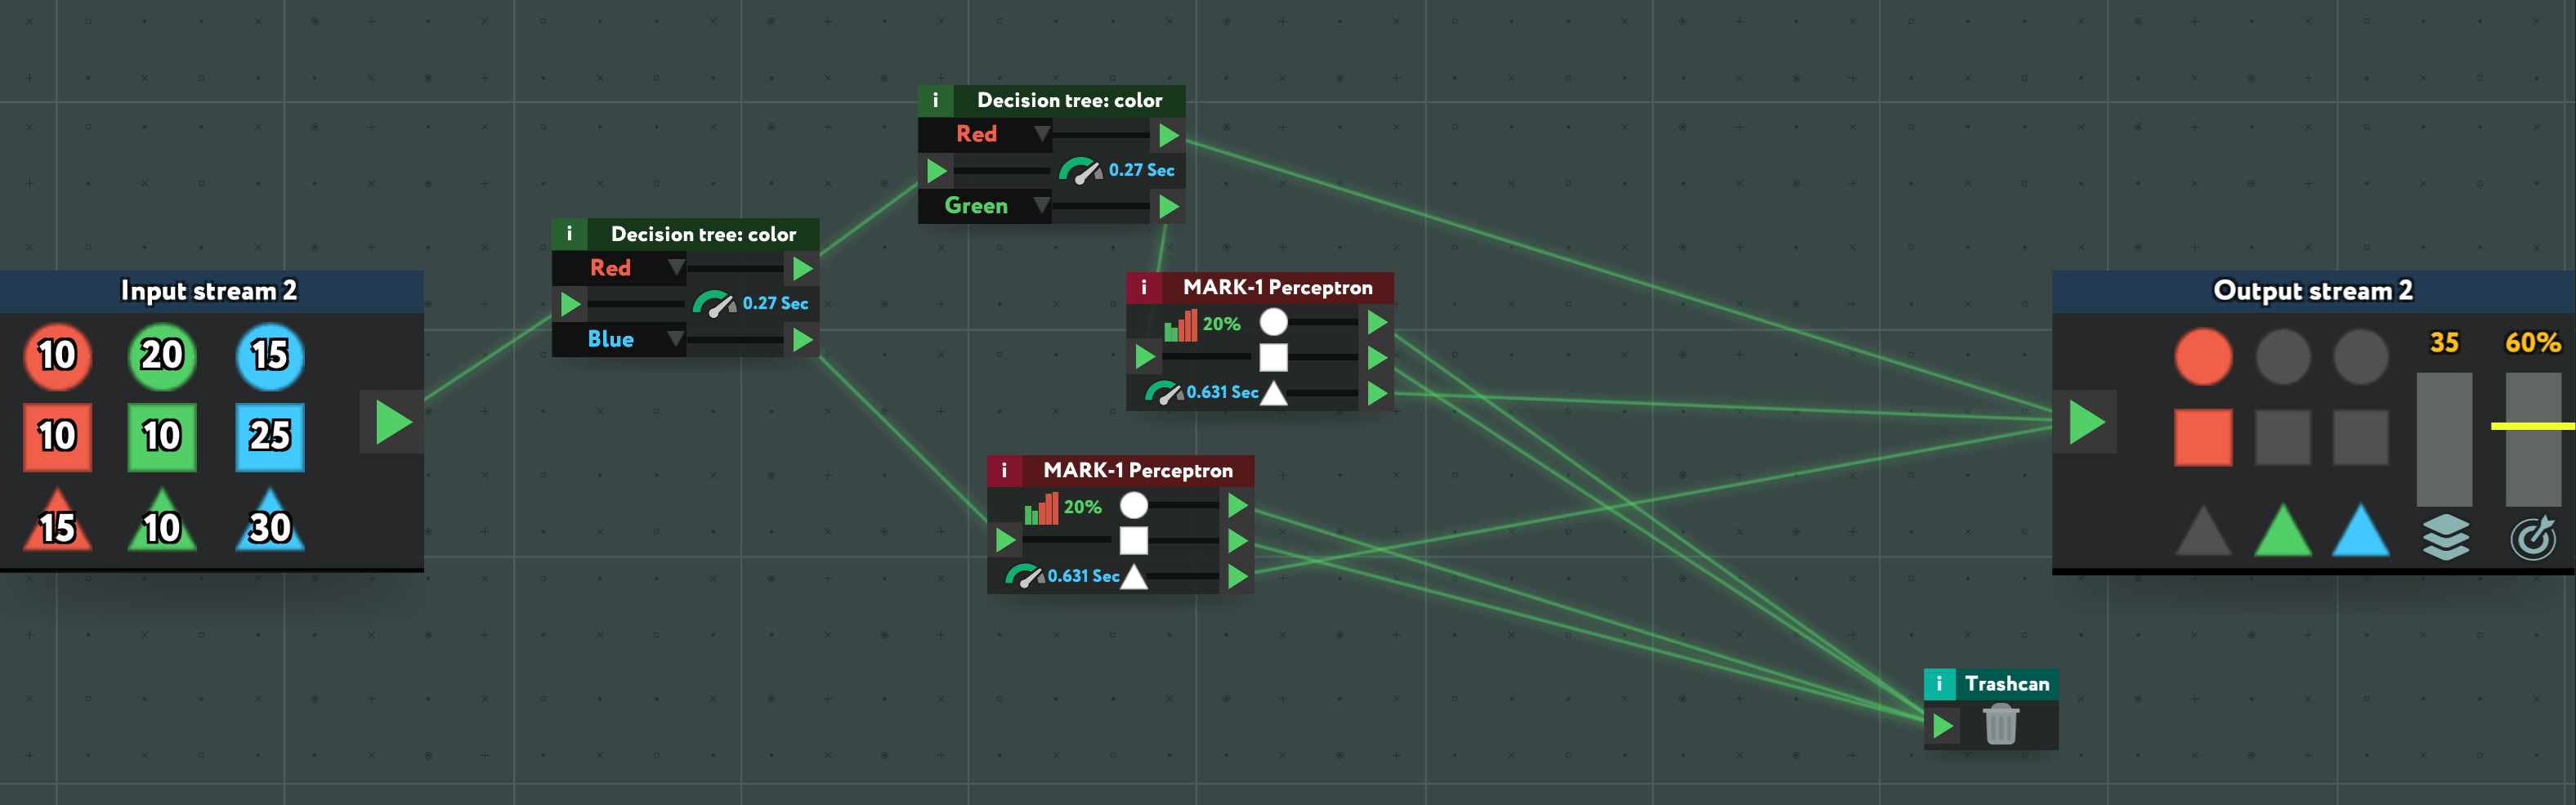 Input stream 2
10 20 15
10 10 25
15 10 30
i Decision tree: color
Red
0.27 Sec
Blue
i Decision tree: color
Red
0.27 Sec
Green
i MARK-1 Perceptron
20%
0.631 Sec
i MARK-1 Perceptron
20%
0.631 Sec
Output stream 2
35 60%
i Trashcan